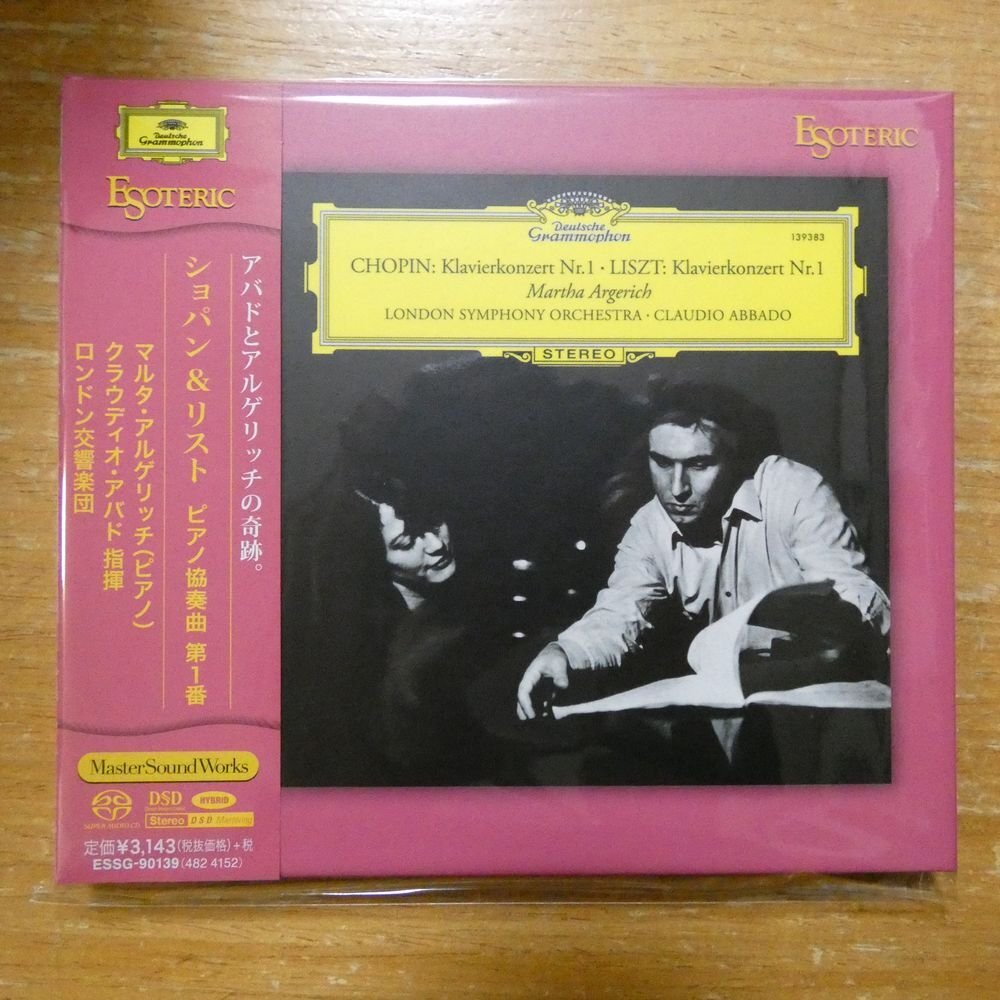 Deutsche
Grammophon
ESOTERIC
アバドとアルゲリッチの奇跡。
ショパン&リスト ピアノ協奏曲 第1番
マルタ・アルゲリッチ(ピアノ)
クラウディオ・アバド 指揮
ロンドン交響楽団
MasterSoundWorks
SUPER AUDIO CD
DSD
HYBRID
Stereo
DSD Mastering
定価¥3,143(税抜価格)+税
ESSG-90139(482 4152)
ESOTERIC
Deutsche
Grammophon
139383
CHOPIN: Klavierkonzert Nr.1 · LISZT: Klavierkonzert Nr.1
Martha Argerich
LONDON SYMPHONY ORCHESTRA · CLAUDIO ABBADO
STEREO